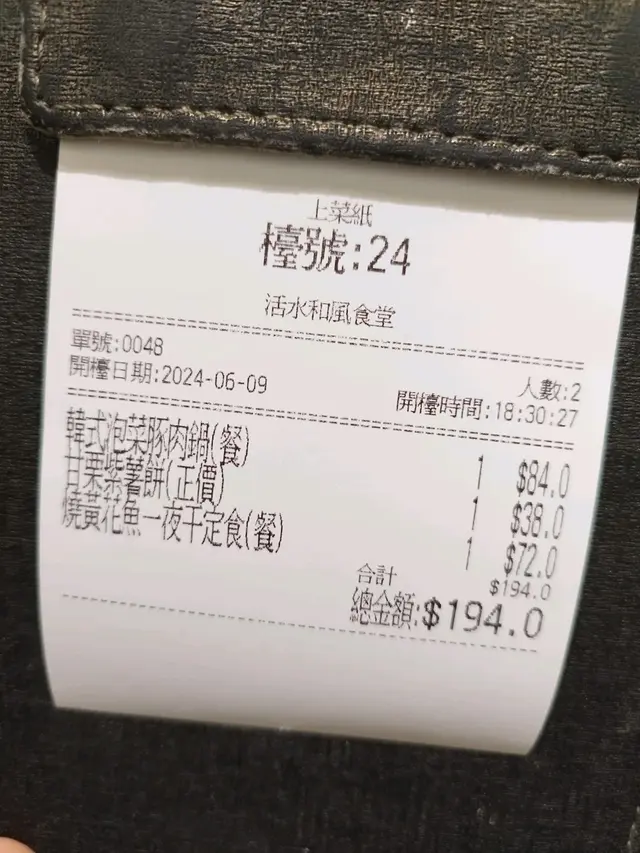 上菜紙
檯號:24
活水和風食堂
單號:0048 人數:2
開檯日期:2024-06-09 開檯時間:18:30:27
韓式泡菜豚肉鍋(餐) 1 $84.0
甘栗紫薯餅(正價) 1 $38.0
燒黃花魚一夜干定食(餐) 1 $72.0
合計 $194.0
總金額:$194.0